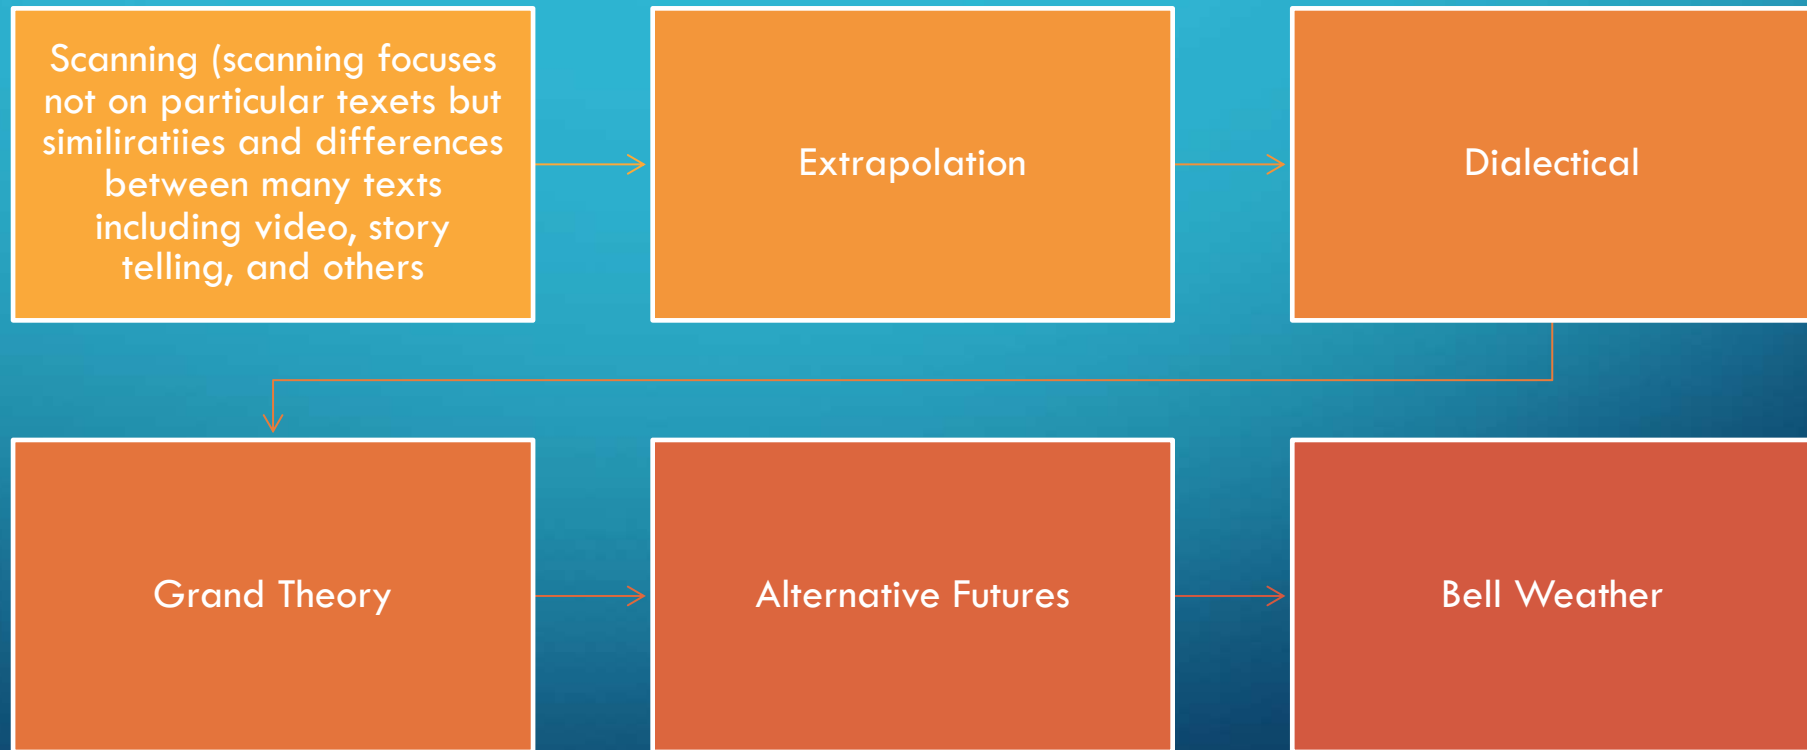 Scanning (scanning focuses
not on particular texets but
similiratiies and differences
between many texts
including video, story
telling, and others
Extrapolation
Dialectical
Grand Theory
Alternative Futures
Bell Weather